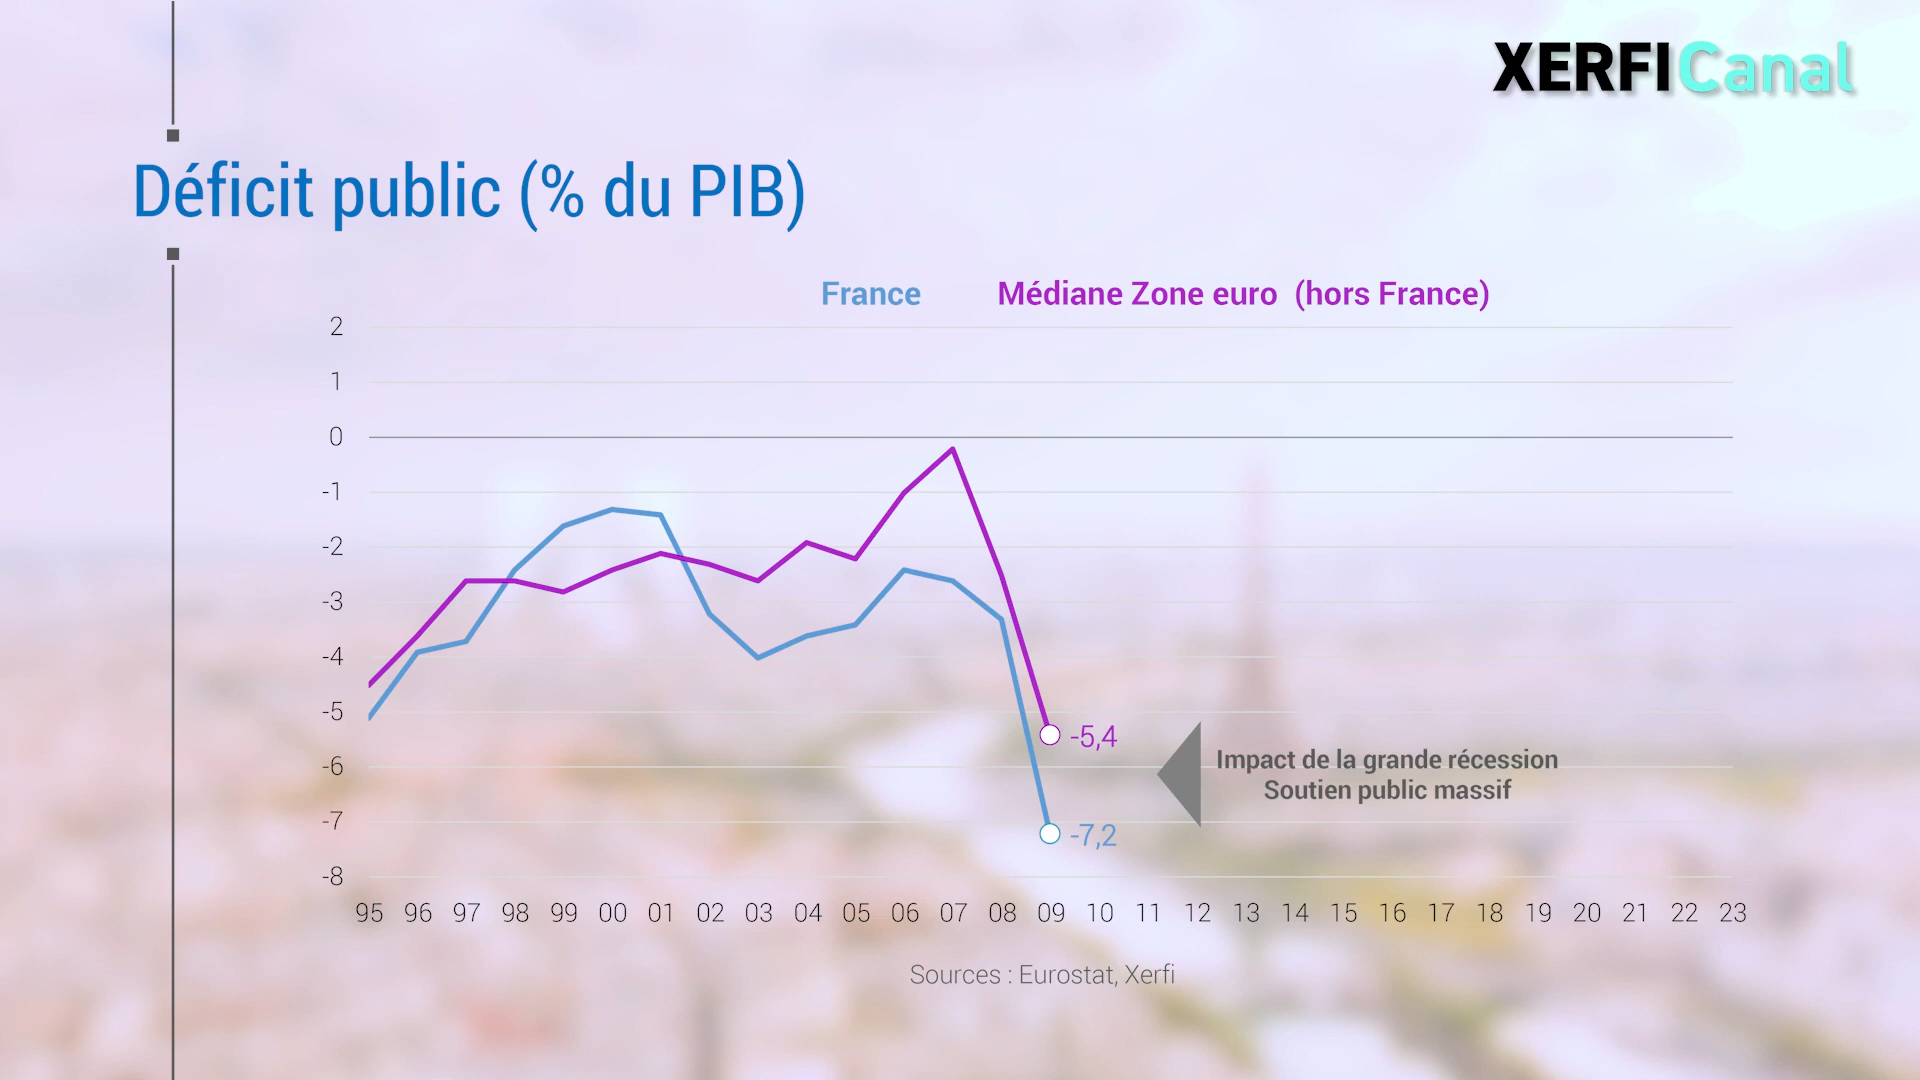 XERFI Canal
Déficit public (% du PIB)
France Médiane Zone euro (hors France)
2
1
0
-1
-2
-3
-4
-5
-6
-7
-8
-5,4
-7,2
Impact de la grande récession
Soutien public massif
95 96 97 98 99 00 01 02 03 04 05 06 07 08 09 10 11 12 13 14 15 16 17 18 19 20 21 22 23
Sources : Eurostat, Xerfi